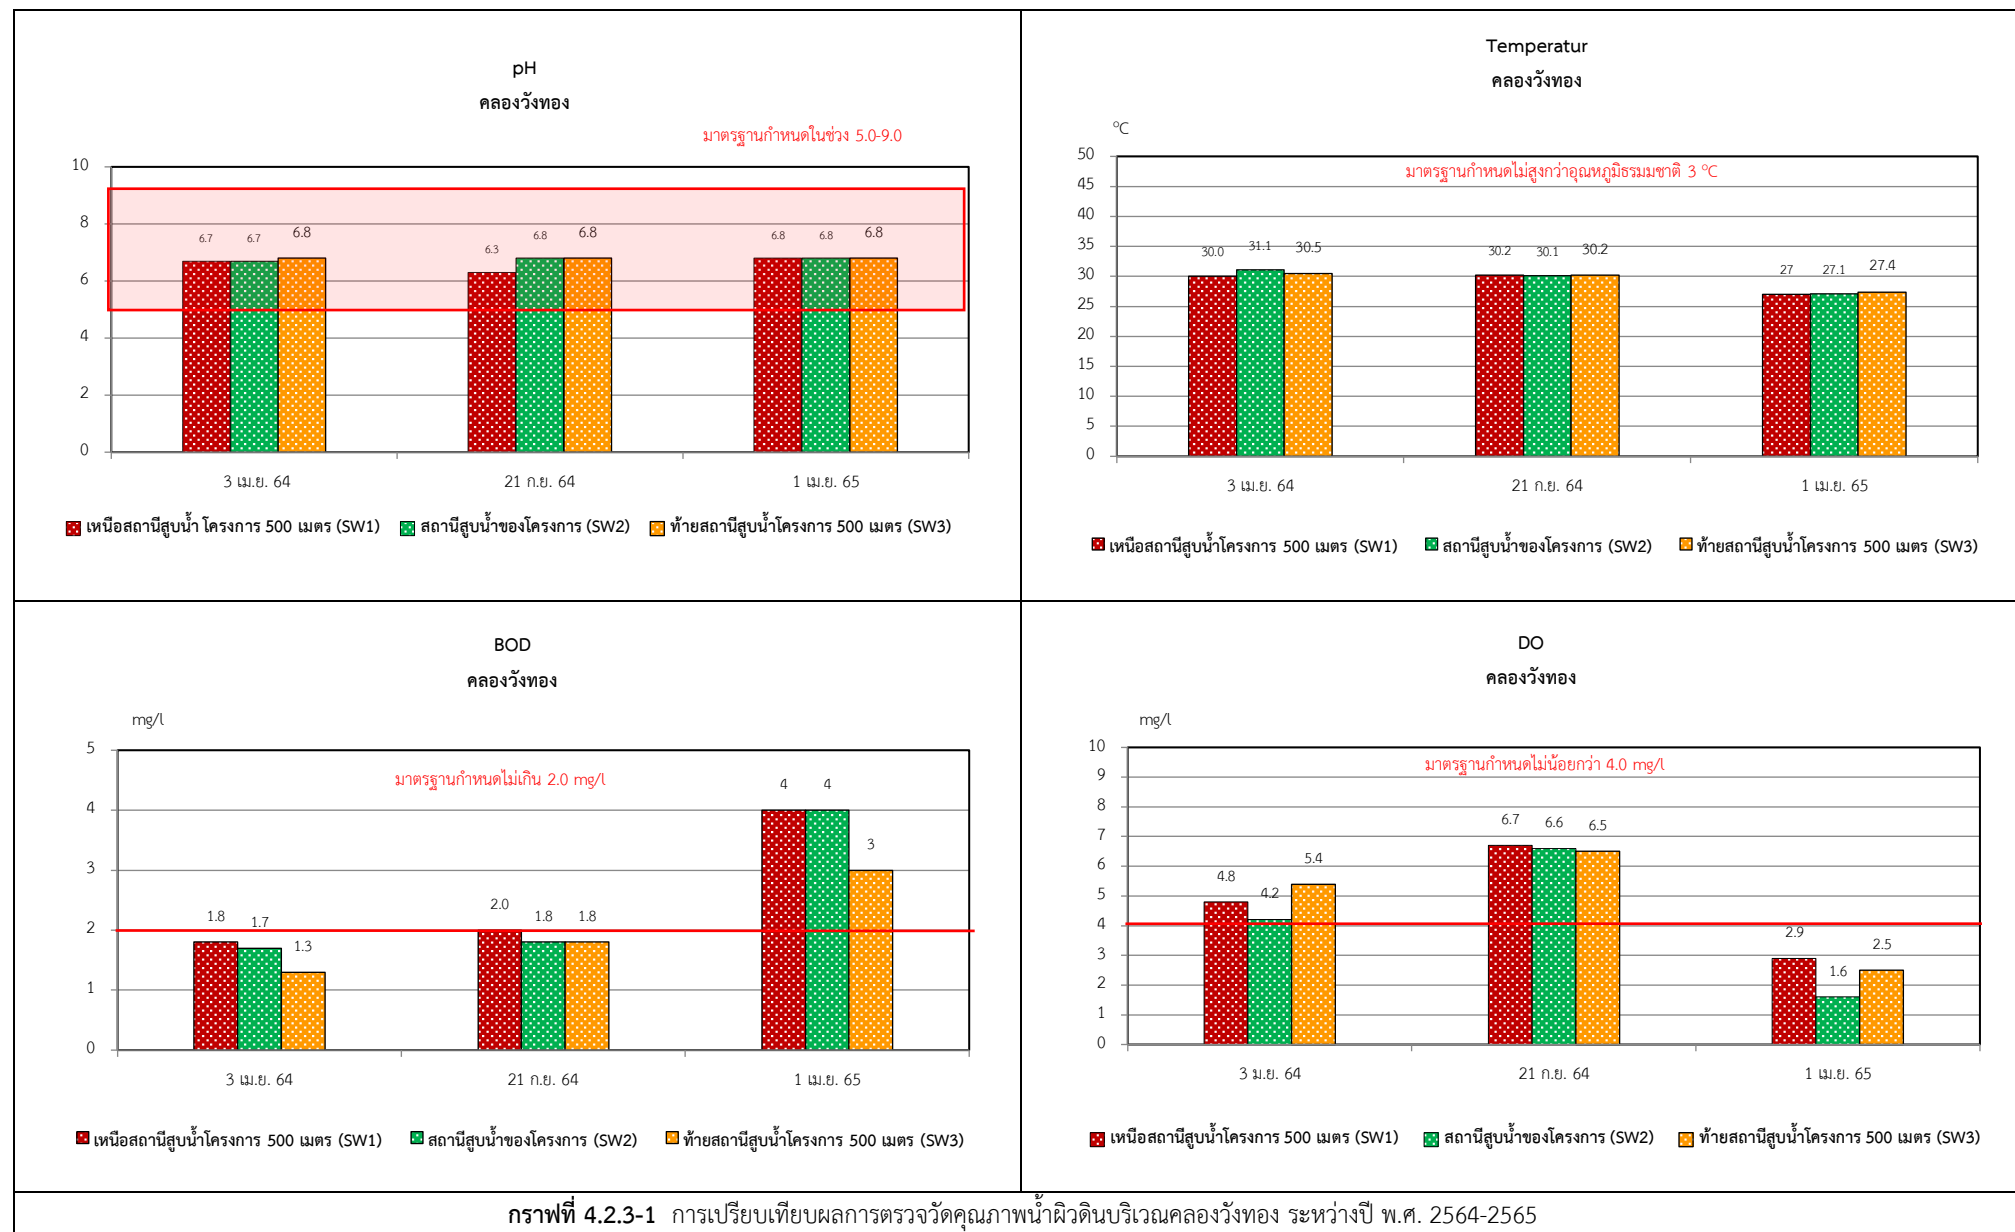 pH
คลองวังทอง
มาตรฐานกำหนดในช่วง 5.0-9.0
10
8
6
4
2
0
6.7 6.7 6.8
6.3 6.8 6.8
6.8 6.8 6.8
3 เม.ย. 64 21 ก.ย. 64 1 เม.ย. 65
เหนือสถานีสูบน้ำ โครงการ 500 เมตร (SW1) สถานีสูบน้ำของโครงการ (SW2) ท้ายสถานีสูบน้ำโครงการ 500 เมตร (SW3)
Temperatur
คลองวังทอง
°C
มาตรฐานกำหนดไม่สูงกว่าอุณหภูมิธรมมชาติ 3 °C
50
45
40
35
30
25
20
15
10
5
0
30.0 31.1 30.5
30.2 30.1 30.2
27 27.1 27.4
3 เม.ย. 64 21 ก.ย. 64 1 เม.ย. 65
เหนือสถานีสูบน้ำโครงการ 500 เมตร (SW1) สถานีสูบน้ำของโครงการ (SW2) ท้ายสถานีสูบน้ำโครงการ 500 เมตร (SW3)
BOD
คลองวังทอง
mg/l
มาตรฐานกำหนดไม่เกิน 2.0 mg/l
5
4
3
2
1
0
1.8 1.7 1.3
2.0 1.8 1.8
4 4 3
3 เม.ย. 64 21 ก.ย. 64 1 เม.ย. 65
เหนือสถานีสูบน้ำโครงการ 500 เมตร (SW1) สถานีสูบน้ำของโครงการ (SW2) ท้ายสถานีสูบน้ำโครงการ 500 เมตร (SW3)
DO
คลองวังทอง
mg/l
มาตรฐานกำหนดไม่น้อยกว่า 4.0 mg/l
10
9
8
7
6
5
4
3
2
1
0
4.8 4.2 5.4
6.7 6.6 6.5
2.9 1.6 2.5
3 ม.ย. 64 21 ก.ย. 64 1 เม.ย. 65
เหนือสถานีสูบน้ำโครงการ 500 เมตร (SW1) สถานีสูบน้ำของโครงการ (SW2) ท้ายสถานีสูบน้ำโครงการ 500 เมตร (SW3)
กราฟที่ 4.2.3-1 การเปรียบเทียบผลการตรวจวัดคุณภาพน้ำผิวดินบริเวณคลองวังทอง ระหว่างปี พ.ศ. 2564-2565